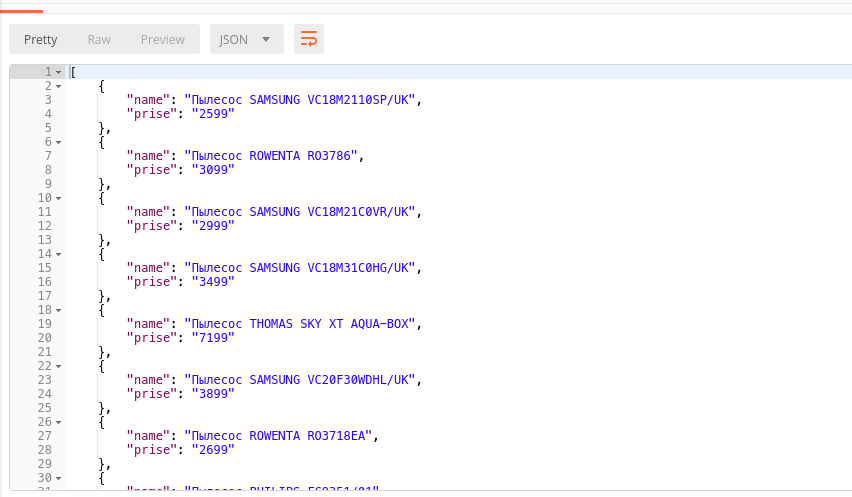 Pretty Raw Preview JSON
1 [
2 {
3 "name": "Пылесос SAMSUNG VC18M2110SP/UK",
4 "prise": "2599"
5 },
6 {
7 "name": "Пылесос ROWENTA RO3786",
8 "prise": "3099"
9 },
10 {
11 "name": "Пылесос SAMSUNG VC18M21C0VR/UK",
12 "prise": "2999"
13 },
14 {
15 "name": "Пылесос SAMSUNG VC18M31C0HG/UK",
16 "prise": "3499"
17 },
18 {
19 "name": "Пылесос THOMAS SKY XT AQUA-BOX",
20 "prise": "7199"
21 },
22 {
23 "name": "Пылесос SAMSUNG VC20F30WDHL/UK",
24 "prise": "3899"
25 },
26 {
27 "name": "Пылесос ROWENTA RO3718EA",
28 "prise": "2699"
29 },
30 {
31 "name": "Пылесос PHILIPS